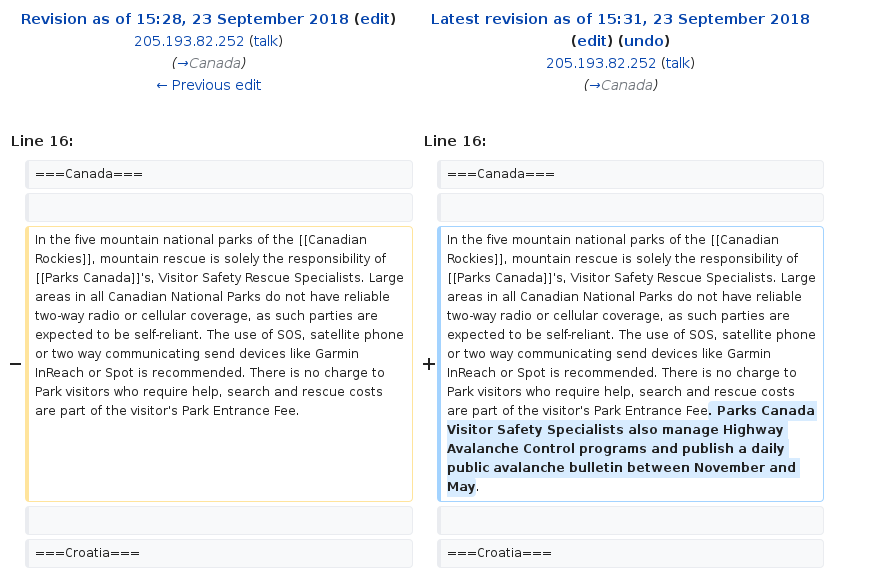 Revision as of 15:28, 23 September 2018 (edit)
205.193.82.252 (talk)
(→Canada)
← Previous edit
Latest revision as of 15:31, 23 September 2018
(edit) (undo)
205.193.82.252 (talk)
(→Canada)
Line 16:
Line 16:
===Canada===
===Canada===
−
In the five mountain national parks of the [[Canadian
Rockies]], mountain rescue is solely the responsibility of
[[Parks Canada]]'s, Visitor Safety Rescue Specialists. Large
areas in all Canadian National Parks do not have reliable
two-way radio or cellular coverage, as such parties are
expected to be self-reliant. The use of SOS, satellite phone
or two way communicating send devices like Garmin
InReach or Spot is recommended. There is no charge to
Park visitors who require help, search and rescue costs
are part of the visitor's Park Entrance Fee.
+
In the five mountain national parks of the [[Canadian
Rockies]], mountain rescue is solely the responsibility of
[[Parks Canada]]'s, Visitor Safety Rescue Specialists. Large
areas in all Canadian National Parks do not have reliable
two-way radio or cellular coverage, as such parties are
expected to be self-reliant. The use of SOS, satellite phone
or two way communicating send devices like Garmin
InReach or Spot is recommended. There is no charge to
Park visitors who require help, search and rescue costs
are part of the visitor's Park Entrance Fee. Parks Canada
Visitor Safety Specialists also manage Highway
Avalanche Control programs and publish a daily
public avalanche bulletin between November and
May.
===Croatia===
===Croatia===